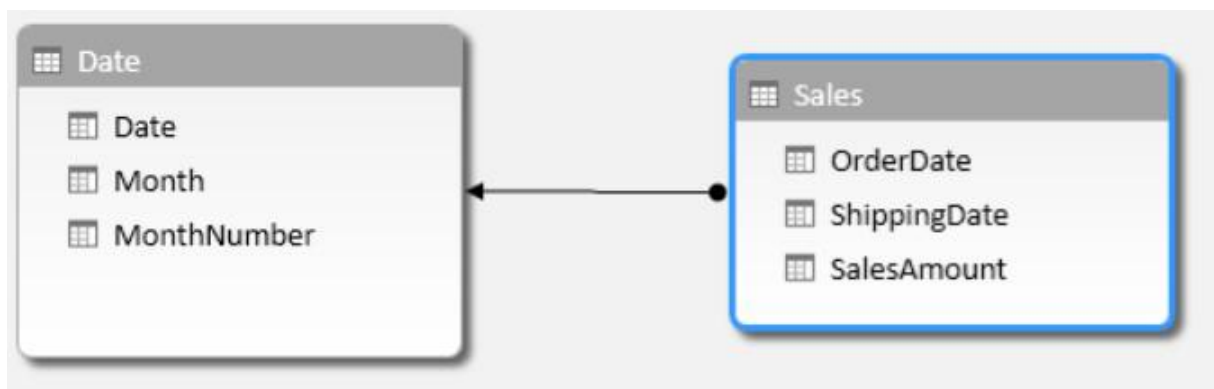 Date
Date
Month
MonthNumber
Sales
OrderDate
ShippingDate
SalesAmount